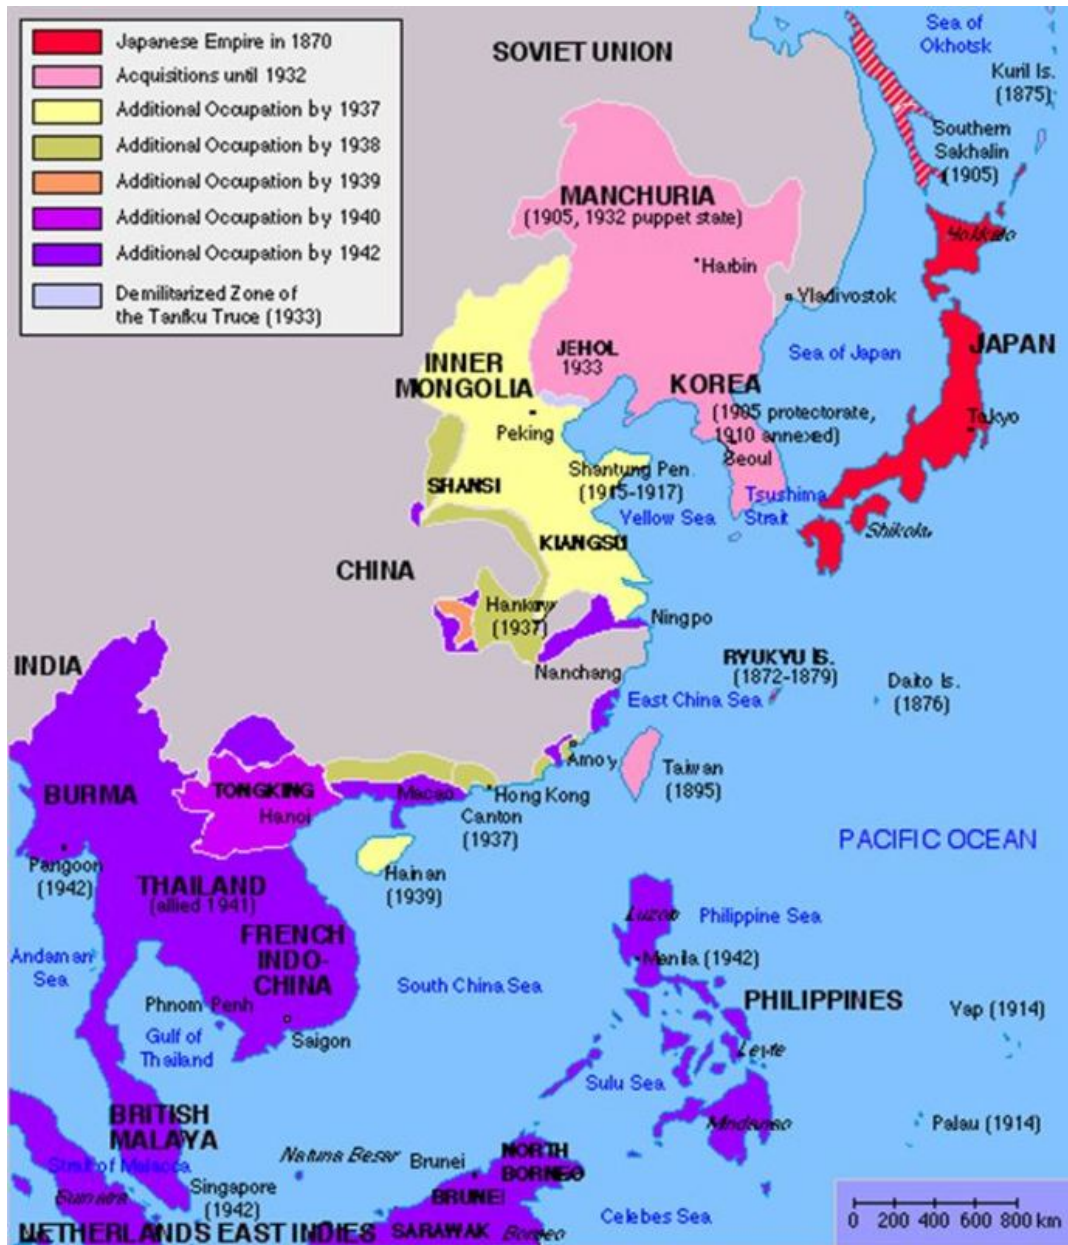 Japanese Empire in 1870
Acquisitions until 1932
Additional Occupation by 1937
Additional Occupation by 1938
Additional Occupation by 1939
Additional Occupation by 1940
Additional Occupation by 1942
Demilitarized Zone of
the Tanfku Truce (1933)
SOVIET UNION
Sea of
Okhotsk
Kuril Is.
(1875)
Southern
Sakhalin
(1905)
MANCHURIA
(1905, 1932 puppet state)
Harbin
Hokkaido
Yladivostok
JEHOL
1933
Sea of Japan
JAPAN
INNER
MONGOLIA
KOREA
(1905 protectorate,
1910 annexed)
Tokyo
Peking
Seoul
Shantung Pen.
(1915-1917)
SHANSI
Tsushima
Strait
Yellow Sea
Shikoku
KIANGSU
CHINA
Hankow
(1937)
Ningpo
Nanchang
INDIA
RYUKYU IS.
(1872-1879)
Daito Is.
(1876)
East China Sea
Amoy
Taiwan
(1895)
BURMA
TONGKING
Hanoi
Macao
Hong Kong
Canton
(1937)
PACIFIC OCEAN
Pangoon
(1942)
Hainan
(1939)
THAILAND
(allied 1941)
Luzon
Philippine Sea
FRENCH
INDO-
CHINA
Andaman
Sea
Manila (1942)
South China Sea
PHILIPPINES
Yap (1914)
Phnom Penh
Saigon
Gulf of
Thailand
Leyte
Sulu Sea
BRITISH
MALAYA
Mindanao
Palau (1914)
Strait of Malacca
Natuna Besar
Brunei
NORTH
BORNEO
Singapore
(1942)
Sumatra
BRUNEI
NETHERLANDS EAST INDIES
SARAWAK
Borneo
Celebes Sea
0 200 400 600 800 km